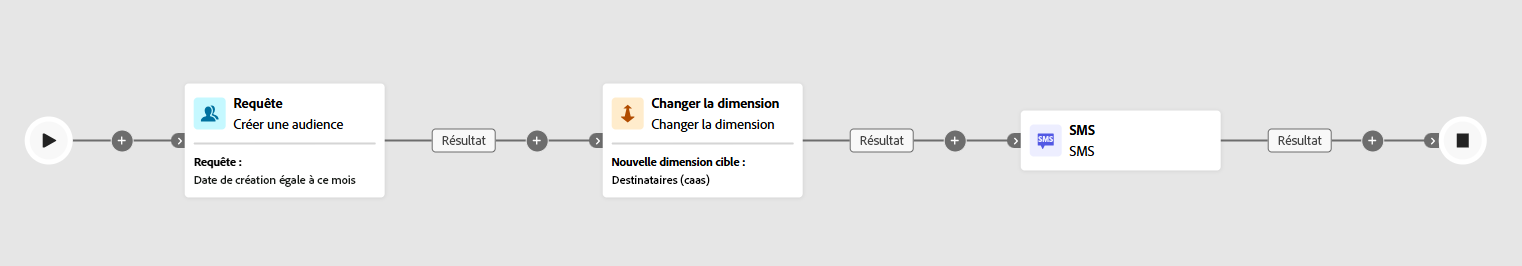 Requête
Créer une audience
Requête :
Date de création égale à ce mois
Résultat
Changer la dimension
Changer la dimension
Nouvelle dimension cible :
Destinataires (caas)
Résultat
SMS
SMS
SMS
Résultat